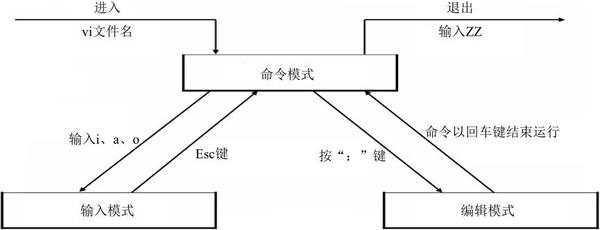 进入
退出
vi文件名
输入ZZ
命令模式
输入i、a、o
Esc键
按“：”键
命令以回车键结束运行
输入模式
编辑模式